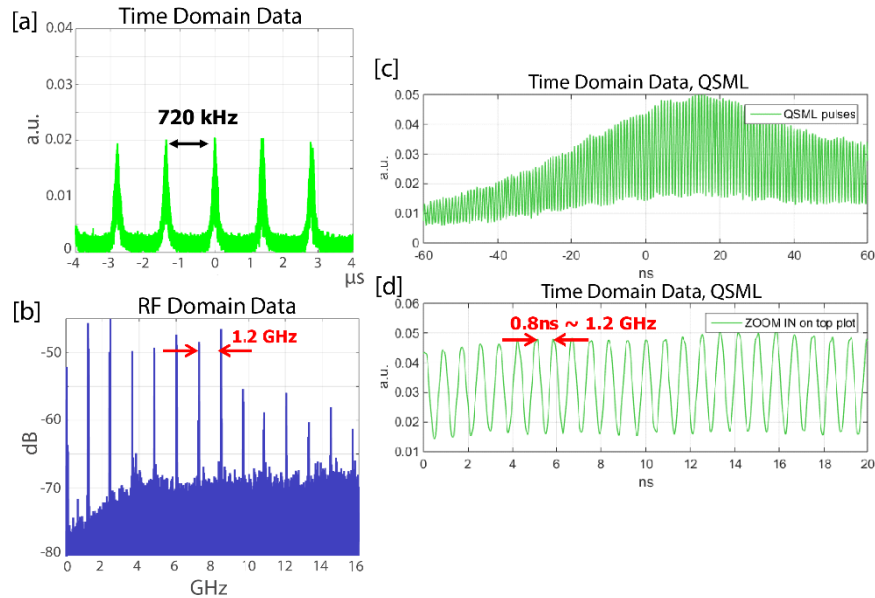 [a]
Time Domain Data
0.04
0.03
0.02
0.01
0
a.u.
720 kHz
-4
-3
-2
-1
0
1
2
3
4
μs
[b]
RF Domain Data
-50
-60
-70
-80
dB
1.2 GHz
0
2
4
6
8
10
12
14
16
GHz
[c]
Time Domain Data, QSML
0.05
0.04
0.03
0.02
0.01
0
a.u.
QSML pulses
-60
-40
-20
0
20
40
60
ns
[d]
Time Domain Data, QSML
0.06
0.05
0.04
0.03
0.02
0.01
a.u.
0.8ns ~ 1.2 GHz
ZOOM IN on top plot
0
2
4
6
8
10
12
14
16
18
20
ns